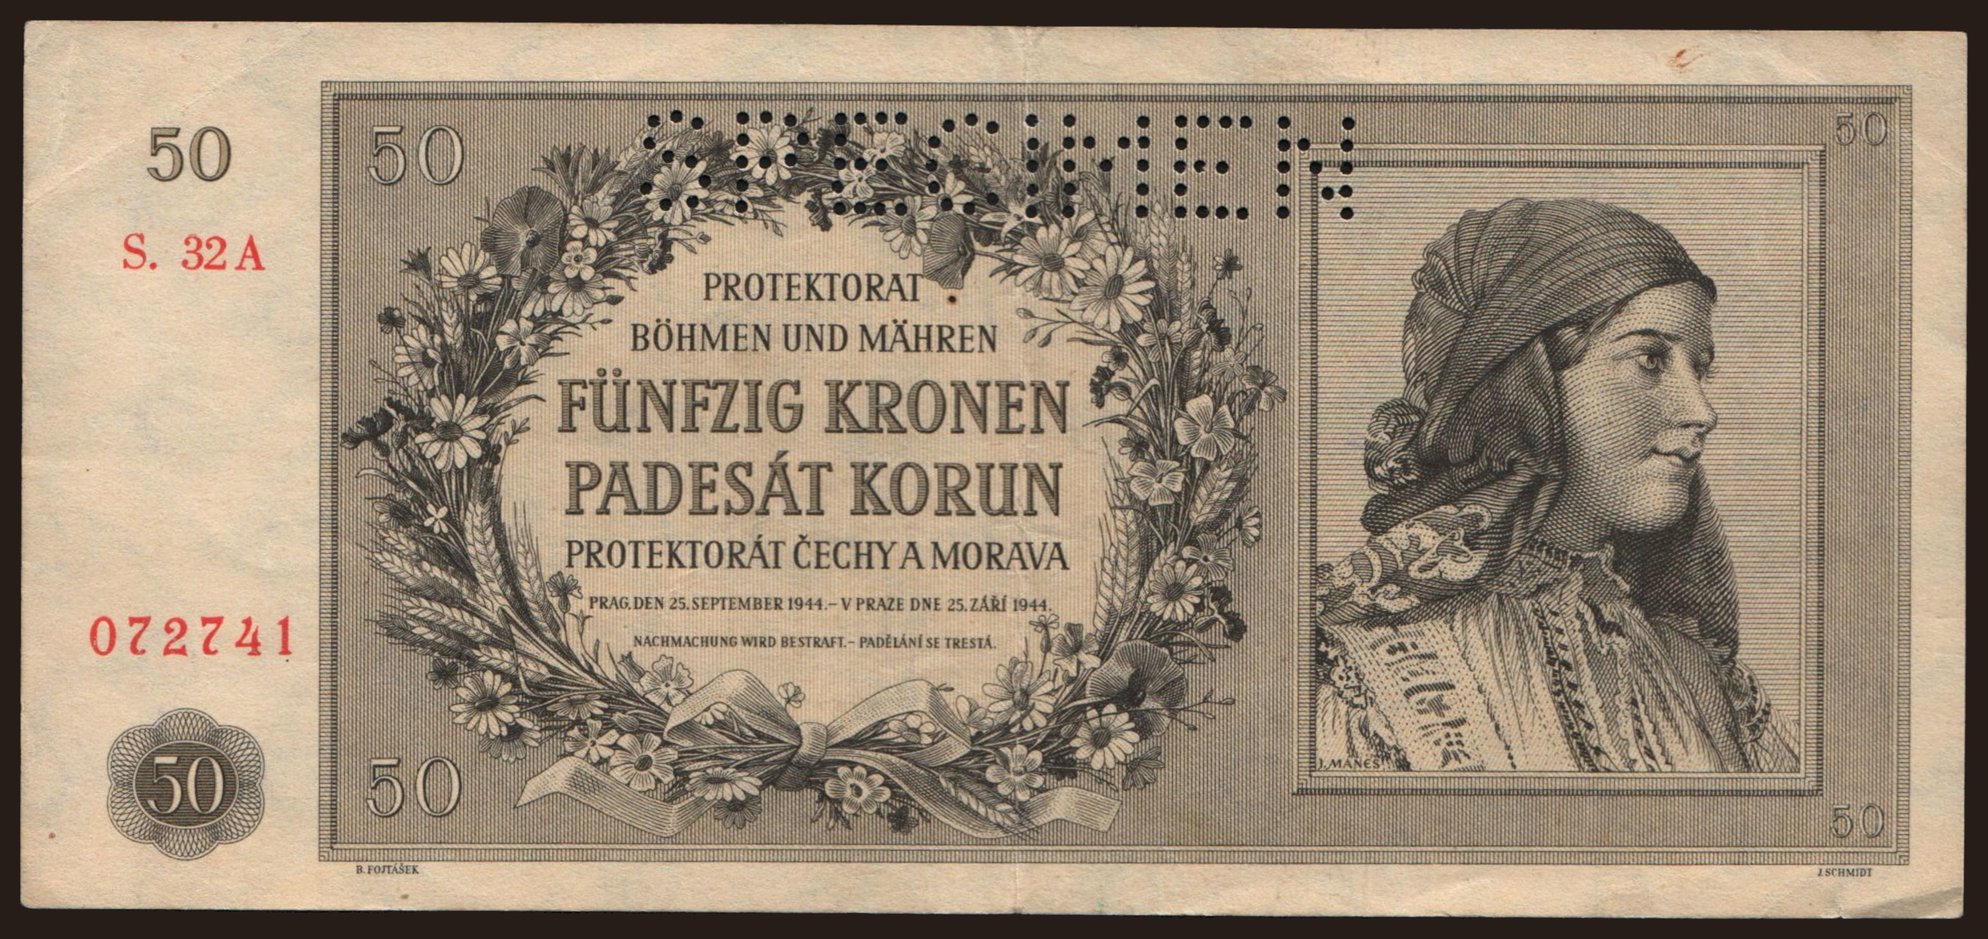 SPECIMEN
50
50
50
S. 32 A
PROTEKTORAT
BÖHMEN UND MÄHREN
FÜNFZIG KRONEN
PADESÁT KORUN
PROTEKTORÁT ČECHY A MORAVA
PRAG, DEN 25. SEPTEMBER 1944. – V PRAZE DNE 25. ZÁŘÍ 1944.
NACHMACHUNG WIRD BESTRAFT. – PADĚLÁNÍ SE TRESTÁ.
072741
J. MÁNES
50
50
50
B. FOJTÁŠEK
J. SCHMIDT